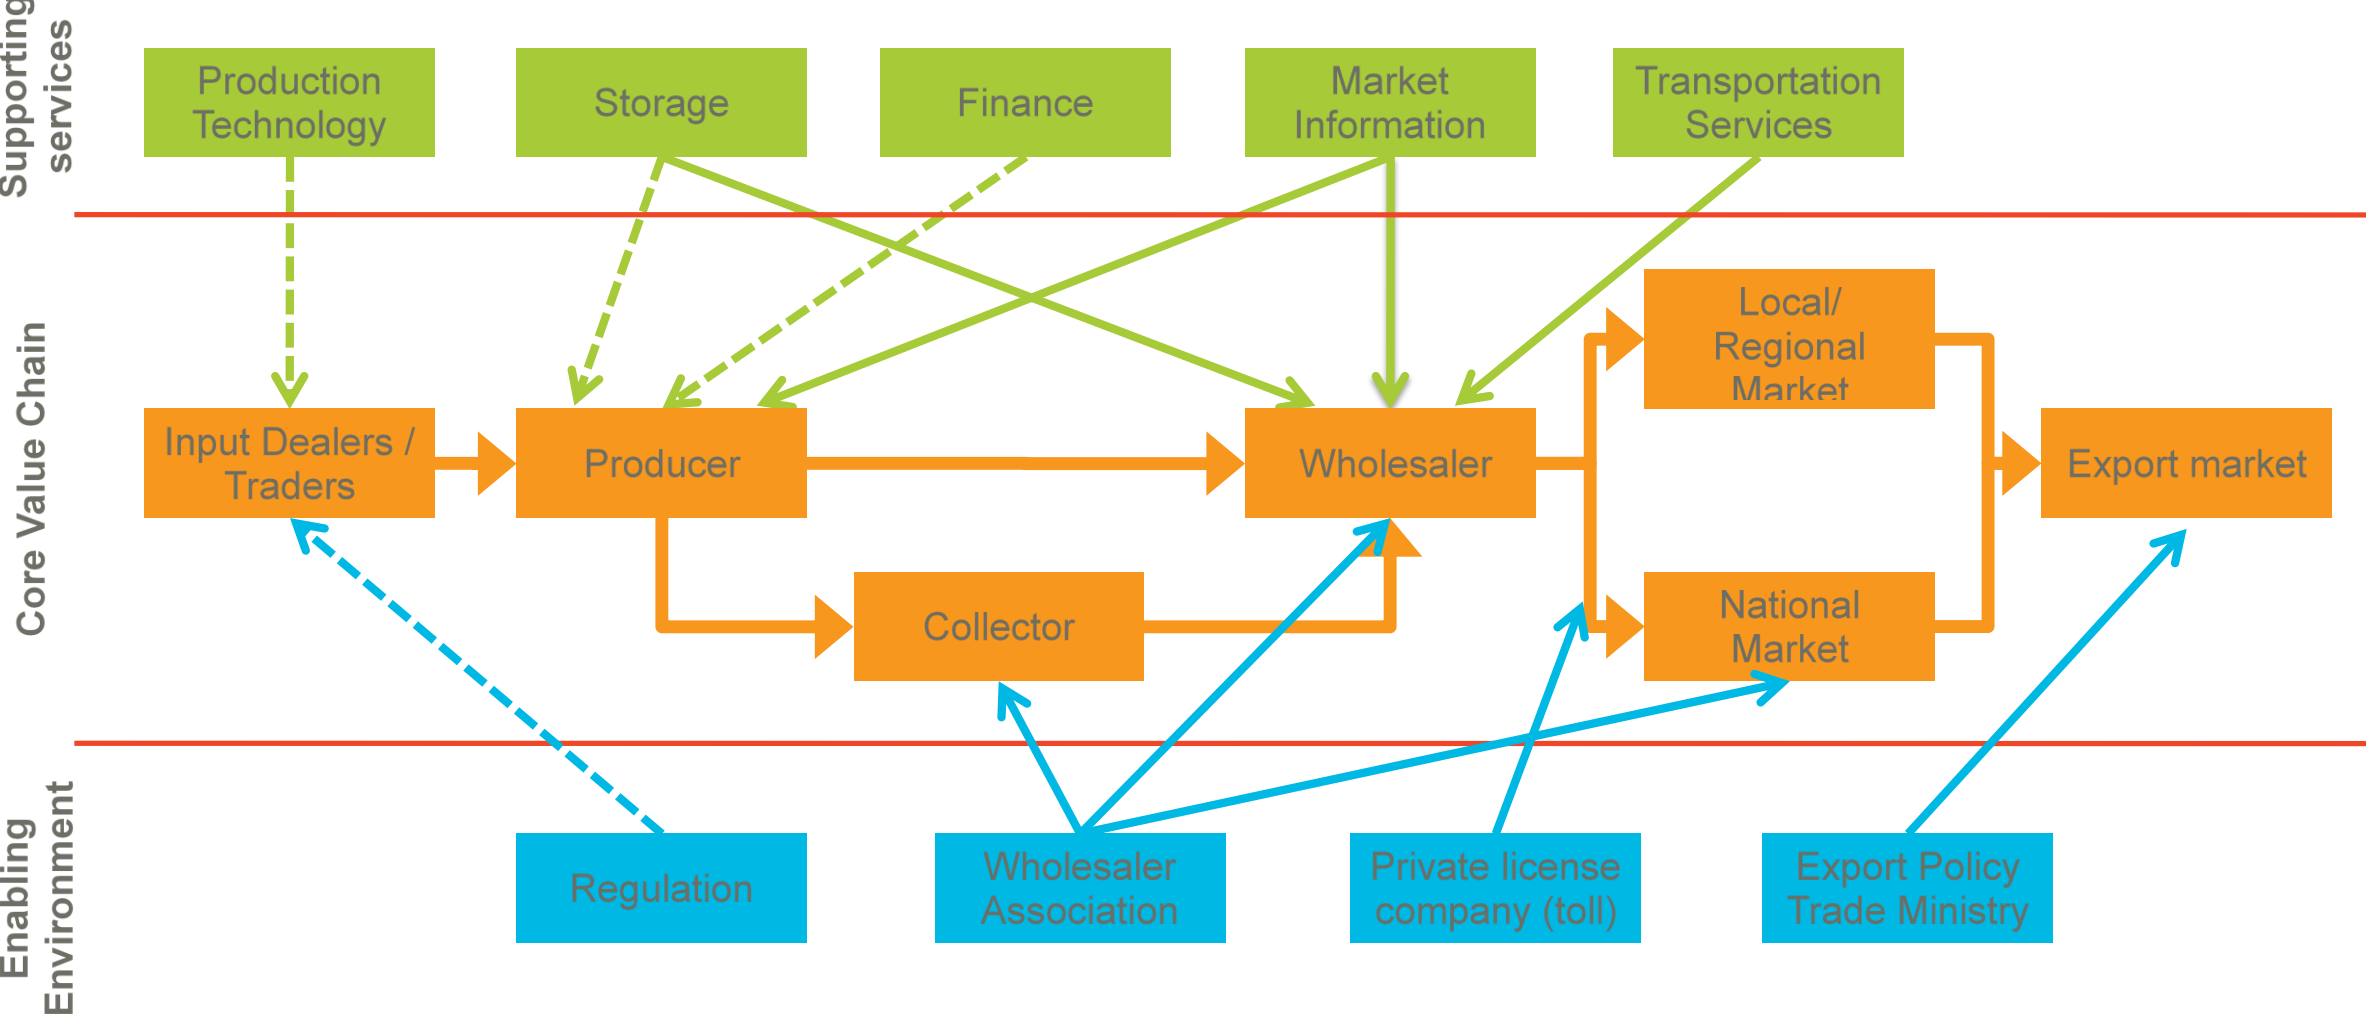 Supporting
services
Production
Technology
Storage
Finance
Market
Information
Transportation
Services
Core Value Chain
Input Dealers /
Traders
Producer
Collector
Wholesaler
Local/
Regional
Market
National
Market
Export market
Enabling
Environment
Regulation
Wholesaler
Association
Private license
company (toll)
Export Policy
Trade Ministry